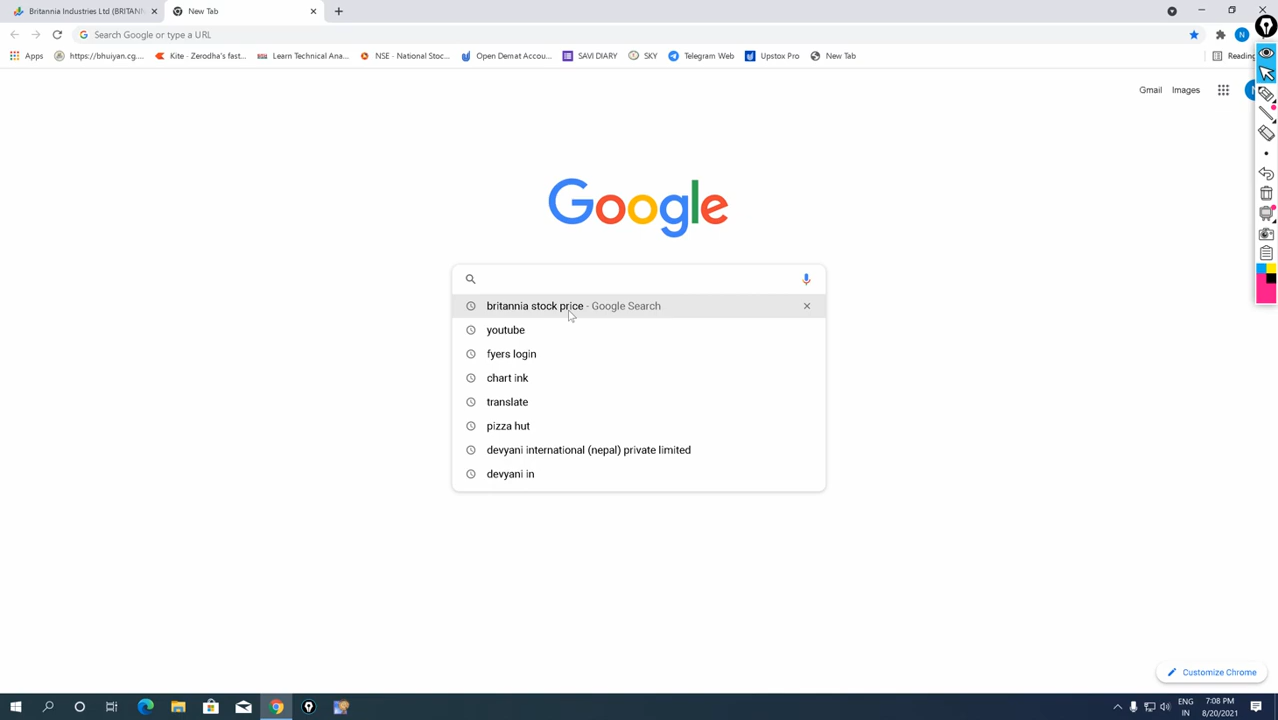 Britannia Industries Ltd (BRITANN
New Tab
Search Google or type a URL
N
Apps
https://bhuiyan.cg....
Kite - Zerodha's fast...
Learn Technical Ana...
NSE - National Stoc...
Open Demat Accou...
SAVI DIARY
SKY
Telegram Web
Upstox Pro
New Tab
Reading
Gmail
Images
Google
britannia stock price - Google Search
youtube
fyers login
chart ink
translate
pizza hut
devyani international (nepal) private limited
devyani in
Customize Chrome
ENG
IN
7:08 PM
8/20/2021